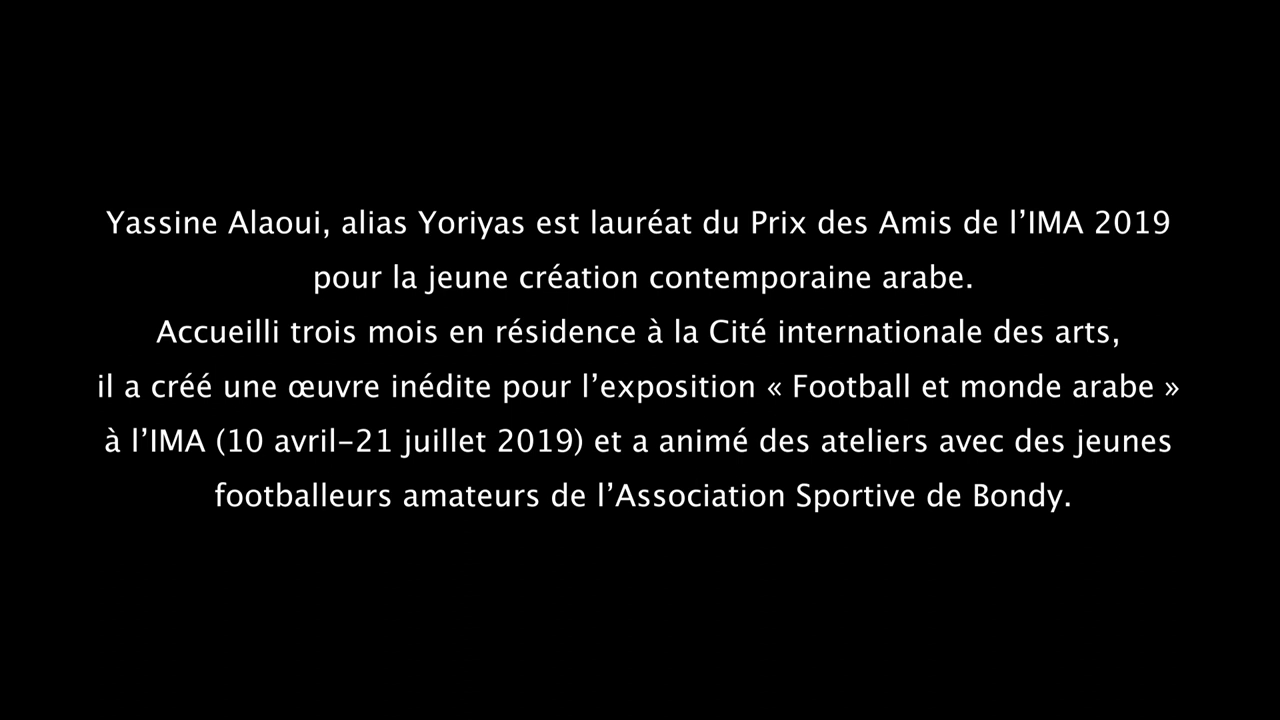 Yassine Alaoui, alias Yoriyas est lauréat du Prix des Amis de l’IMA 2019
pour la jeune création contemporaine arabe.
Accueilli trois mois en résidence à la Cité internationale des arts,
il a créé une œuvre inédite pour l’exposition « Football et monde arabe »
à l’IMA (10 avril–21 juillet 2019) et a animé des ateliers avec des jeunes
footballeurs amateurs de l’Association Sportive de Bondy.